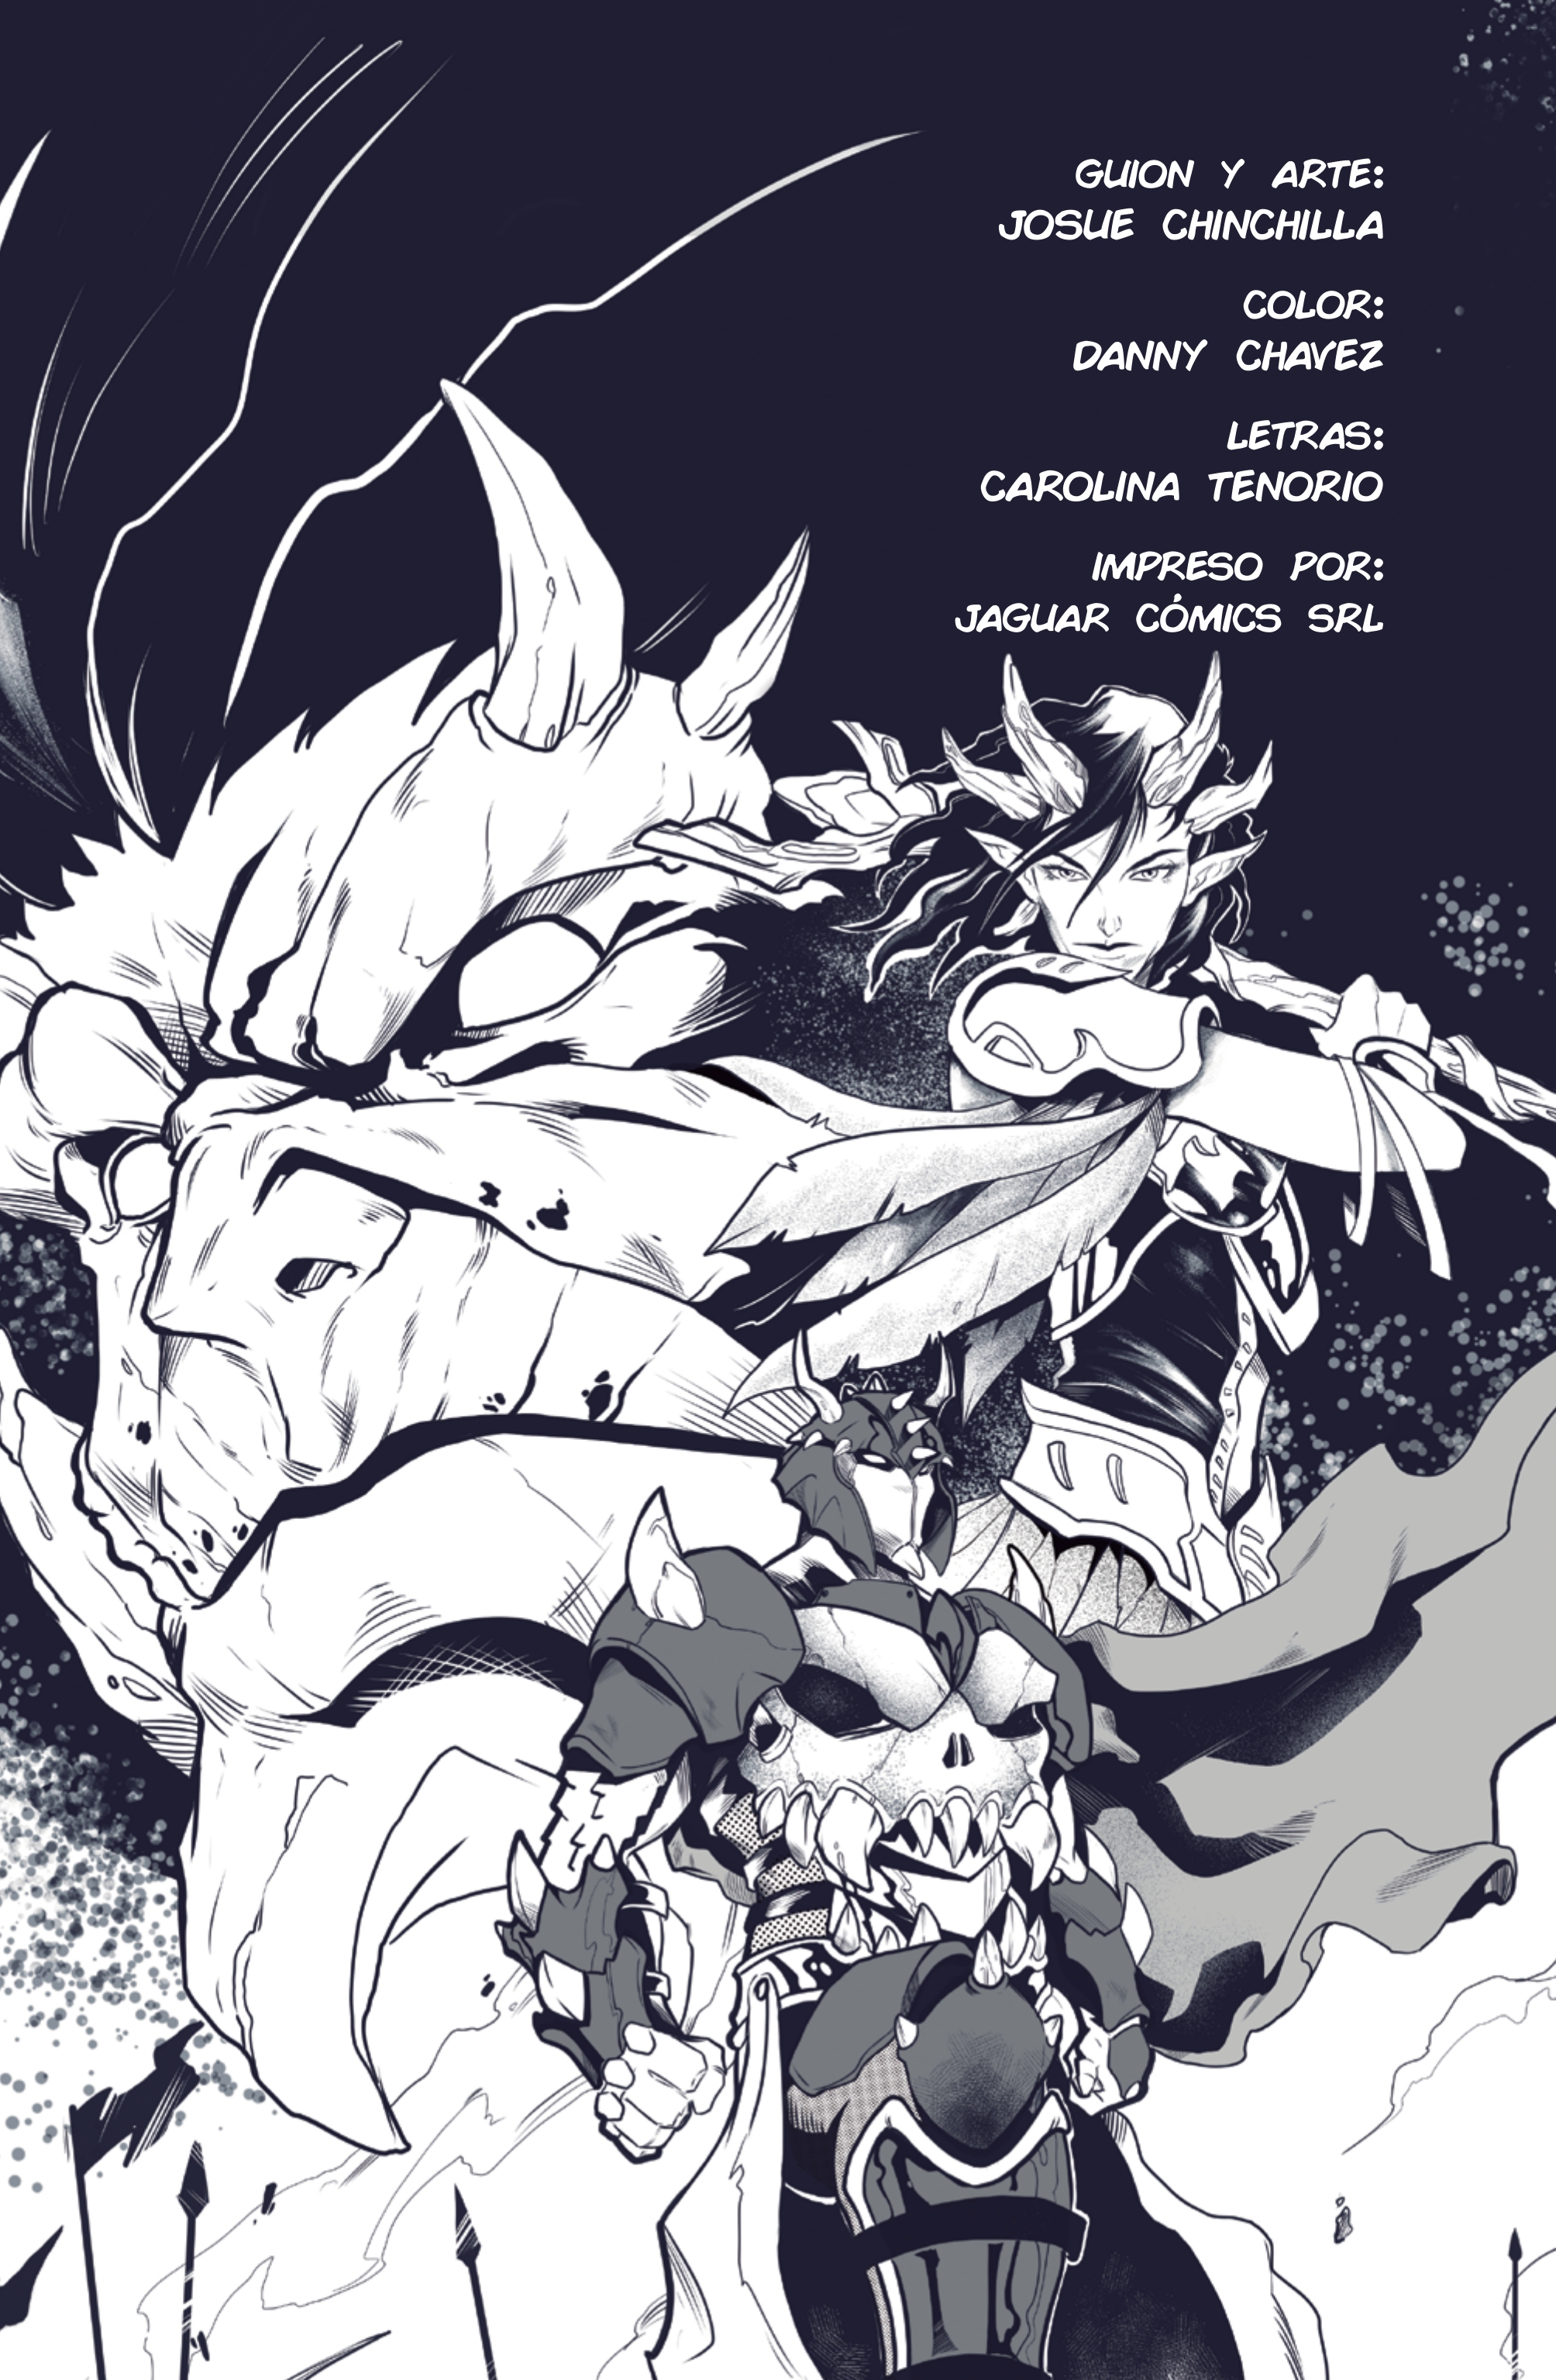 GUION Y ARTE:
JOSUE CHINCHILLA
COLOR:
DANNY CHAVEZ
LETRAS:
CAROLINA TENORIO
IMPRESO POR:
JAGUAR CÓMICS SRL